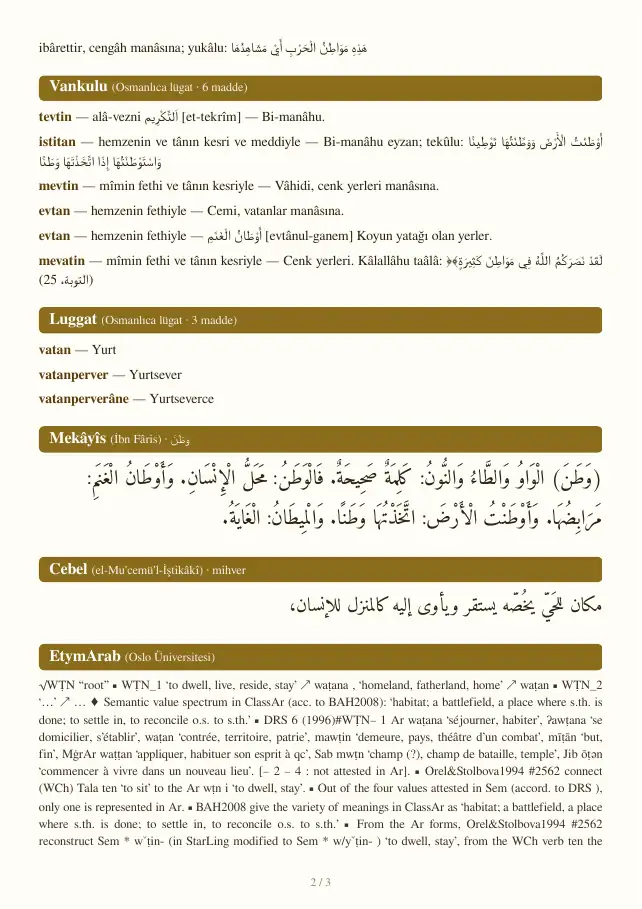 ibârettir, cengâh manâsına; yukâlu: هَذِهِ مَوَاطِنُ الْحَرْبِ أَيْ مَشَاهِدُهَا
Vankulu (Osmanlıca lügat · 6 madde)
tevtin — alâ-vezni اَلتَّكْرِيم [et-tekrîm] — Bi-manâhu.
istitan — hemzenin ve tânın kesri ve meddiyle — Bi-manâhu eyzan; tekûlu: أَوْطَنْتُ الْأَرْضَ وَوَطَّنْتُهَا تَوْطِينًا
وَاسْتَوْطَنْتُهَا إِذَا اتَّخَذْتَهَا وَطَنًا
mevtin — mîmin fethi ve tânın kesriyle — Vâhidi, cenk yerleri manâsına.
evtan — hemzenin fethiyle — Cemi, vatanlar manâsına.
evtan — hemzenin fethiyle — أَوْطَانُ الْغَنَمِ [evtânul-ganem] Koyun yatağı olan yerler.
mevatin — mîmin fethi ve tânın kesriyle — Cenk yerleri. Kâlallâhu taâlâ: ﴿لَقَدْ نَصَرَكُمُ اللَّهُ فِي مَوَاطِنَ كَثِيرَةٍ﴾
(التوبة، 25)
Luggat (Osmanlıca lügat · 3 madde)
vatan — Yurt
vatanperver — Yurtsever
vatanperverâne — Yurtseverce
Mekâyîs (İbn Fâris) · وَطَنَ
(وَطَنَ) الْوَاوُ وَالطَّاءُ وَالنُّونُ: كَلِمَةٌ صَحِيحَةٌ. فَالْوَطَنُ: مَحَلُّ الْإِنْسَانِ. وَأَوْطَانُ الْغَنَمِ:
مَرَابِضُهَا. وَأَوْطَنْتُ الْأَرْضَ: اتَّخَذْتُهَا وَطَنًا. وَالْمِيطَانُ: الْغَايَةُ.
Cebel (el-Mu'cemü'l-İştikâkî) · mihver
مكان للحَيّ يخُصّه يستقر ويأوى إليه كالمنزل للإنسان،
EtymArab (Oslo Üniversitesi)
√WṬN “root” ▪ WṬN_1 ‘to dwell, live, reside, stay’ ↗ waṭana , ‘homeland, fatherland, home’ ↗ waṭan ▪ WṬN_2
‘…’ ↗ … ♦ Semantic value spectrum in ClassAr (acc. to BAH2008): ‘habitat; a battlefield, a place where s.th. is
done; to settle in, to reconcile o.s. to s.th.’ ▪ DRS 6 (1996)#WṬN– 1 Ar waṭana ‘séjourner, habiter’, ʔawṭana ‘se
domicilier, s’établir’, waṭan ‘contrée, territoire, patrie’, mawṭin ‘demeure, pays, théâtre d’un combat’, mīṭān ‘but,
fin’, MġrAr waṭṭan ‘appliquer, habituer son esprit à qc’, Sab mwṭn ‘champ (?), champ de bataille, temple’, Jib ōṭǝn
‘commencer à vivre dans un nouveau lieu’. [– 2 – 4 : not attested in Ar]. ▪ Orel&Stolbova1994 #2562 connect
(WCh) Tala ten ‘to sit’ to the Ar wṭn i ‘to dwell, stay’. ▪ Out of the four values attested in Sem (accord. to DRS ),
only one is represented in Ar. ▪ BAH2008 give the variety of meanings in ClassAr as ‘habitat; a battlefield, a place
where s.th. is done; to settle in, to reconcile o.s. to s.th.’ ▪ From the Ar forms, Orel&Stolbova1994 #2562
reconstruct Sem * wˇṭin- (in StarLing modified to Sem * w/yˇṭin- ) ‘to dwell, stay’, from the WCh verb ten the
2 / 3